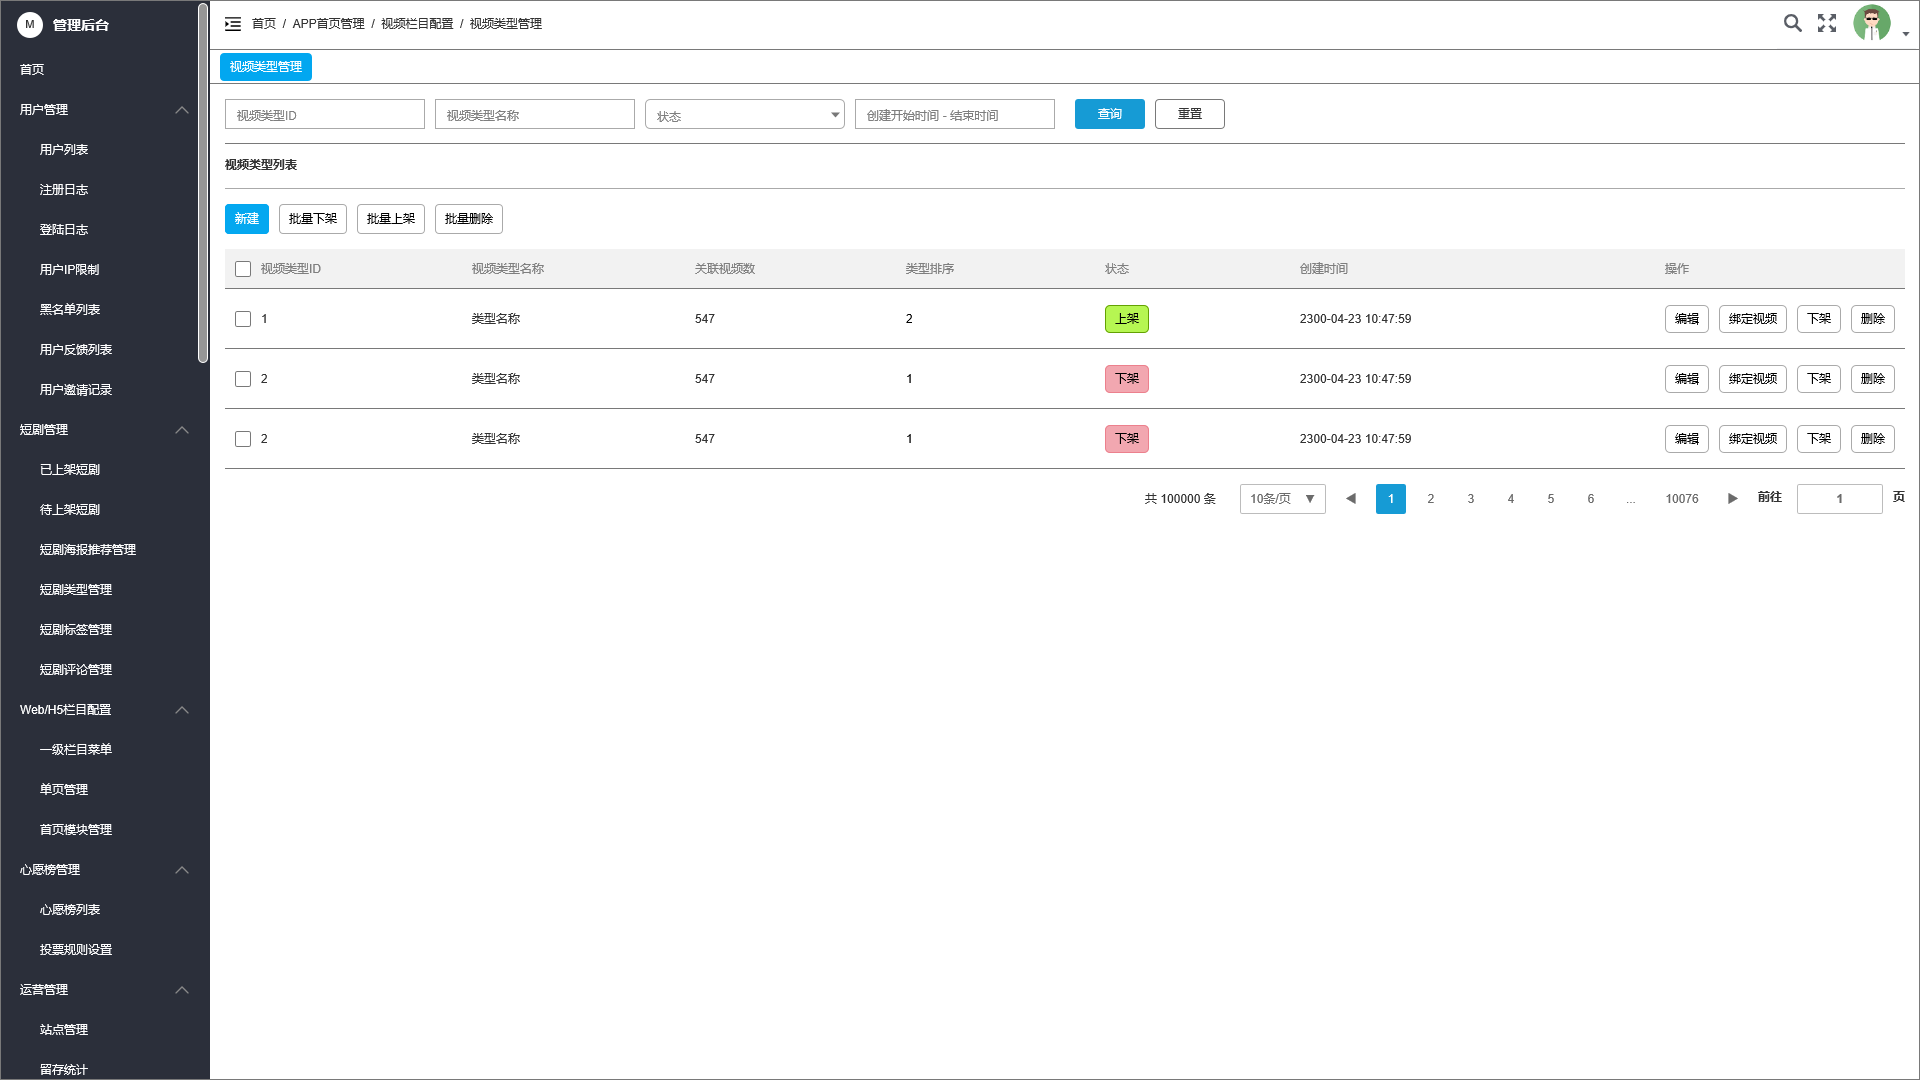 M 管理后台
首页
用户管理
用户列表
注册日志
登陆日志
用户IP限制
黑名单列表
用户反馈列表
用户邀请记录
短剧管理
已上架短剧
待上架短剧
短剧海报推荐管理
短剧类型管理
短剧标签管理
短剧评论管理
Web/H5栏目配置
一级栏目菜单
单页管理
首页模块管理
心愿榜管理
心愿榜列表
投票规则设置
运营管理
站点管理
留存统计
首页 / APP首页管理 / 视频栏目配置 / 视频类型管理
视频类型管理
视频类型ID 视频类型名称 状态 创建开始时间 - 结束时间 查询 重置
视频类型列表
新建 批量下架 批量上架 批量删除
视频类型ID 视频类型名称 关联视频数 类型排序 状态 创建时间 操作
1 类型名称 547 2 上架 2300-04-23 10:47:59 编辑 绑定视频 下架 删除
2 类型名称 547 1 下架 2300-04-23 10:47:59 编辑 绑定视频 下架 删除
2 类型名称 547 1 下架 2300-04-23 10:47:59 编辑 绑定视频 下架 删除
共 100000 条 10条/页 1 2 3 4 5 6 ... 10076 前往 1 页